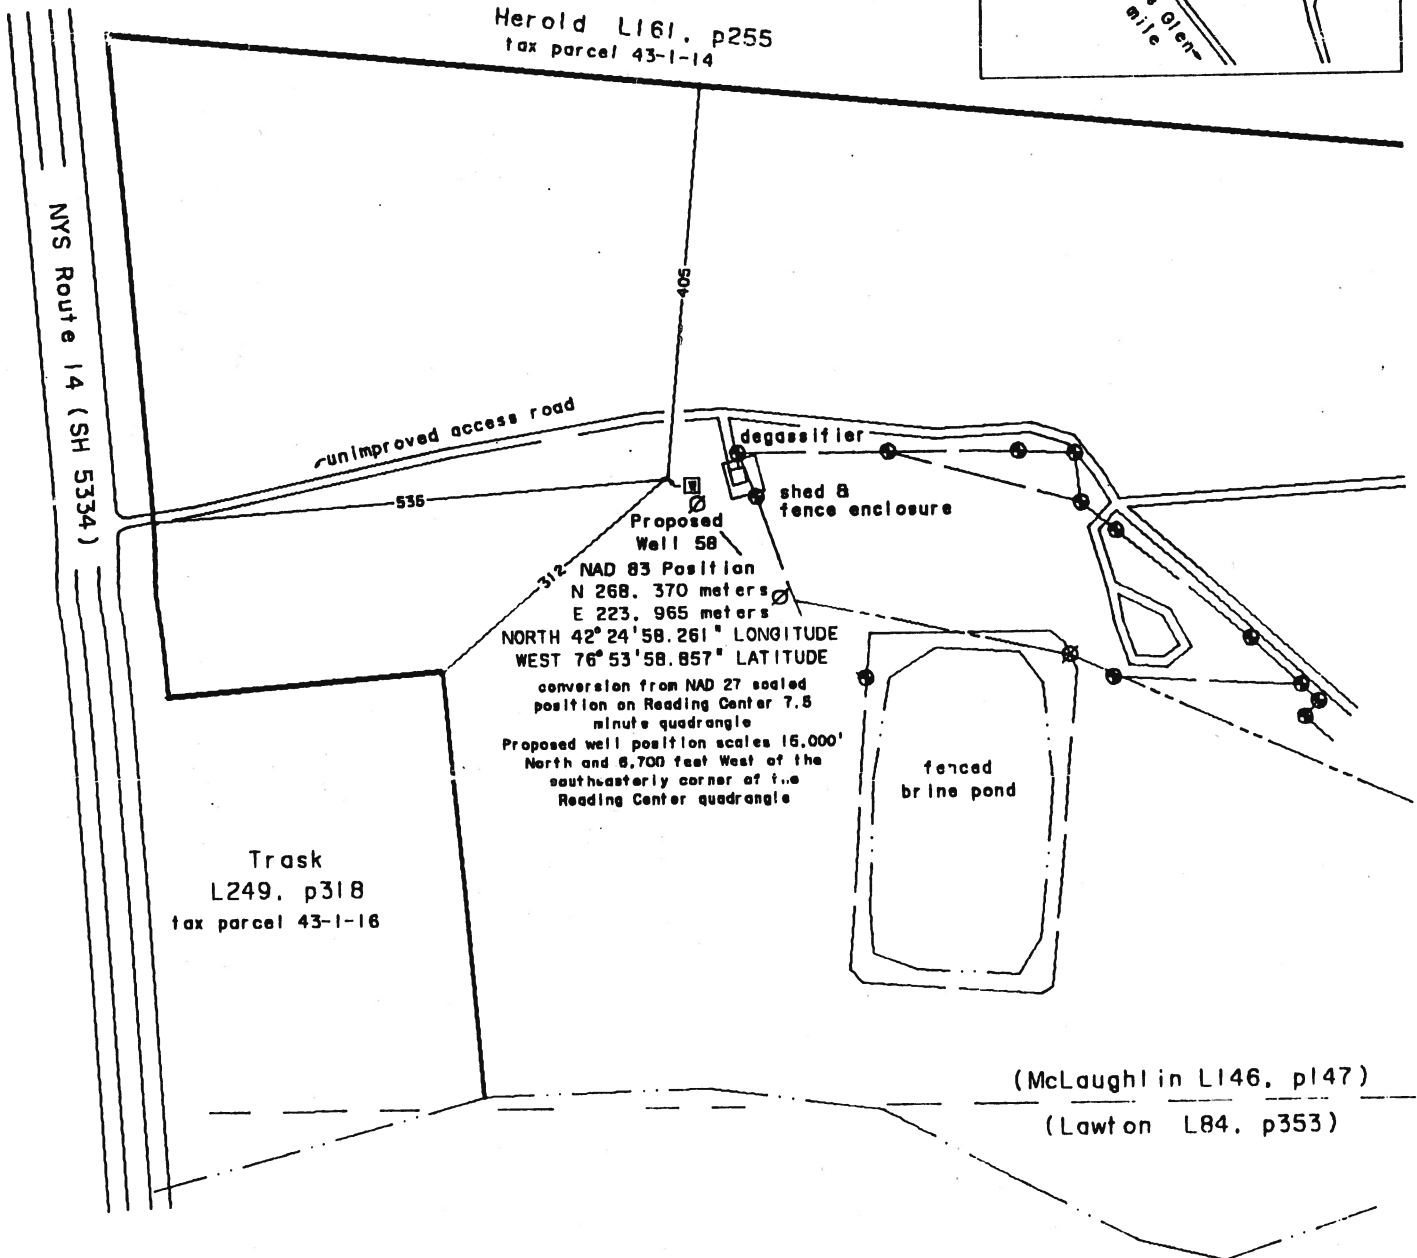 Herold L161, p255
tax parcel 43-1-14
Glen-
mile
NYS Route 14 (SH 5334)
405
unimproved access road
degassifier
536
shed &
fence enclosure
Proposed
Well 58
312
NAD 83 Position
N 268, 370 meters
E 223, 965 meters
NORTH 42° 24' 58.261" LONGITUDE
WEST 76° 53' 58.857" LATITUDE
conversion from NAD 27 scaled
position on Reading Center 7.5
minute quadrangle
Proposed well position scales 15,000'
North and 6,700 feet West of the
southeasterly corner of the
Reading Center quadrangle
fenced
brine pond
Trask
L249, p318
tax parcel 43-1-16
(McLaughlin L146, p147)
(Lawton L84, p353)